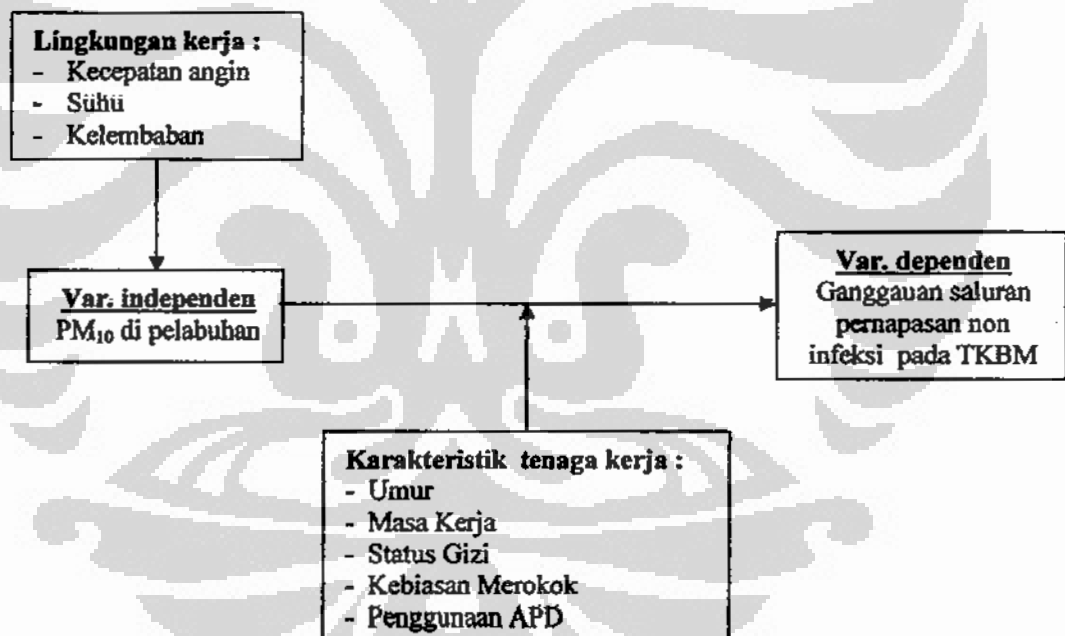 Lingkungan kerja :
- Kecepatan angin
- Suhu
- Kelembaban
Var. independen
PM₁₀ di pelabuhan
Var. dependen
Ganggauan saluran
pernapasan non
infeksi pada TKBM
Karakteristik tenaga kerja :
- Umur
- Masa Kerja
- Status Gizi
- Kebiasan Merokok
- Penggunaan APD